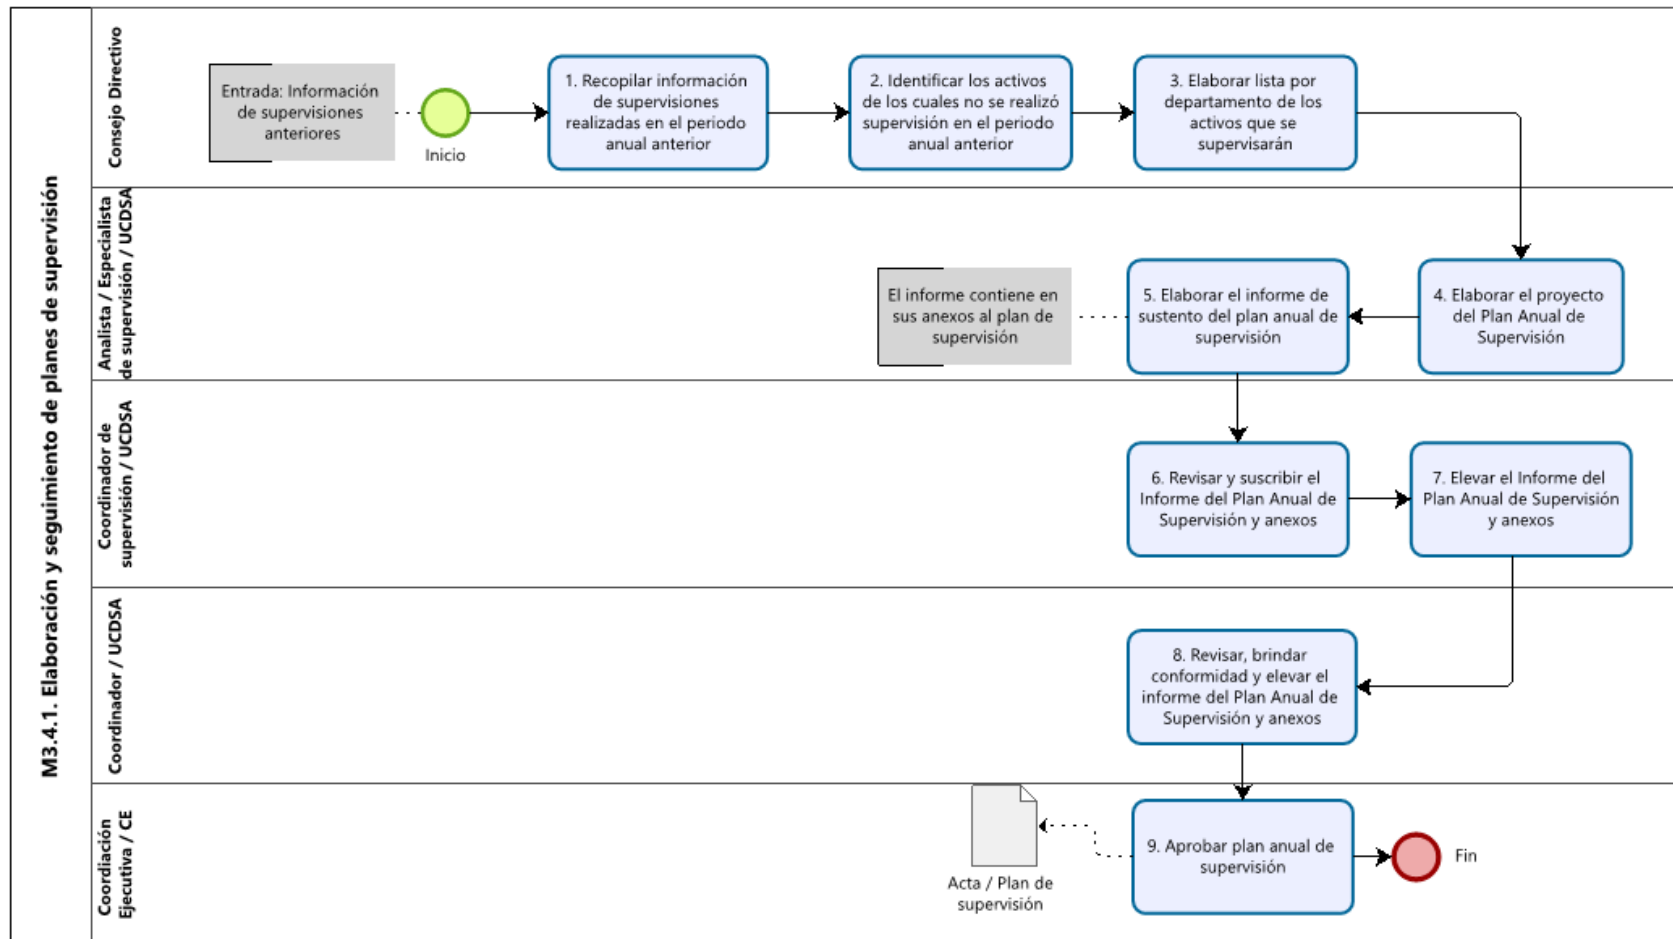 M3.4.1. Elaboración y seguimiento de planes de supervisión
Consejo Directivo
Entrada: Información
de supervisiones
anteriores
Inicio
1. Recopilar información
de supervisiones
realizadas en el periodo
anual anterior
2. Identificar los activos
de los cuales no se realizó
supervisión en el periodo
anual anterior
3. Elaborar lista por
departamento de los
activos que se
supervisarán
Analista / Especialista
de supervisión / UCDSA
El informe contiene en
sus anexos al plan de
supervisión
5. Elaborar el informe de
sustento del plan anual de
supervisión
4. Elaborar el proyecto
del Plan Anual de
Supervisión
Coordinador de
supervisión / UCDSA
6. Revisar y suscribir el
Informe del Plan Anual de
Supervisión y anexos
7. Elevar el Informe del
Plan Anual de Supervisión
y anexos
Coordinador / UCDSA
8. Revisar, brindar
conformidad y elevar el
informe del Plan Anual de
Supervisión y anexos
Coordiación
Ejecutiva / CE
Acta / Plan de
supervisión
9. Aprobar plan anual de
supervisión
Fin